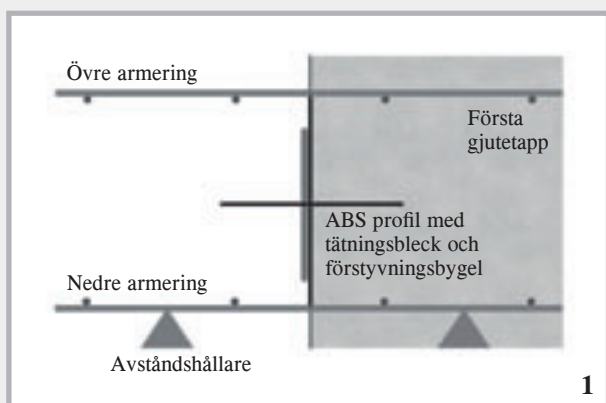 Övre armering
Första
gjutetapp
ABS profil med
tätningsbleck och
förstyvningsbygel
Nedre armering
Avståndshållare
1